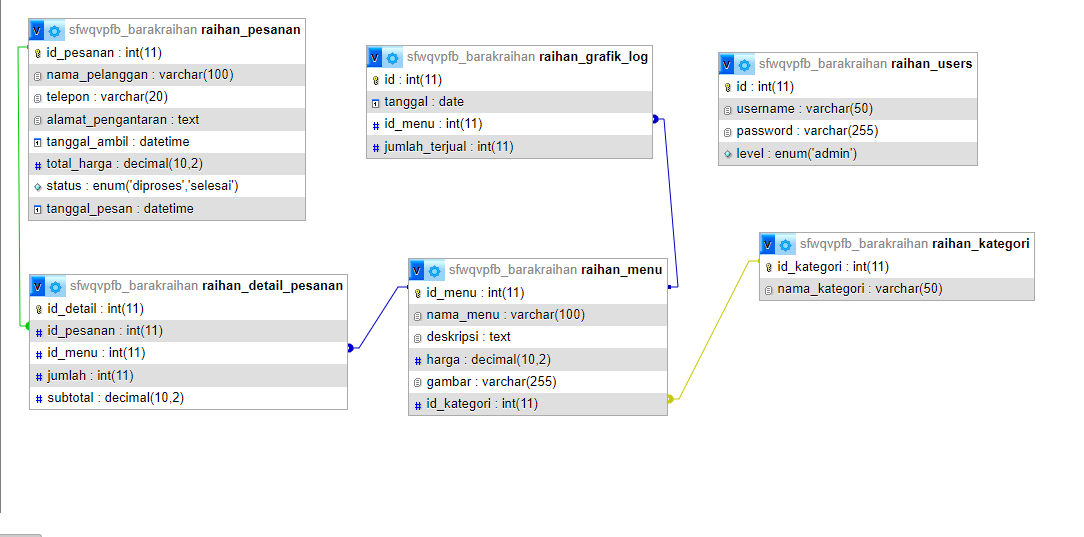 sfwqvpfb_barakraihan raihan_pesanan
id_pesanan : int(11)
nama_pelanggan : varchar(100)
telepon : varchar(20)
alamat_pengantaran : text
tanggal_ambil : datetime
total_harga : decimal(10,2)
status : enum('diproses','selesai')
tanggal_pesan : datetime
sfwqvpfb_barakraihan raihan_grafik_log
id : int(11)
tanggal : date
id_menu : int(11)
jumlah_terjual : int(11)
sfwqvpfb_barakraihan raihan_users
id : int(11)
username : varchar(50)
password : varchar(255)
level : enum('admin')
sfwqvpfb_barakraihan raihan_detail_pesanan
id_detail : int(11)
id_pesanan : int(11)
id_menu : int(11)
jumlah : int(11)
subtotal : decimal(10,2)
sfwqvpfb_barakraihan raihan_menu
id_menu : int(11)
nama_menu : varchar(100)
deskripsi : text
harga : decimal(10,2)
gambar : varchar(255)
id_kategori : int(11)
sfwqvpfb_barakraihan raihan_kategori
id_kategori : int(11)
nama_kategori : varchar(50)